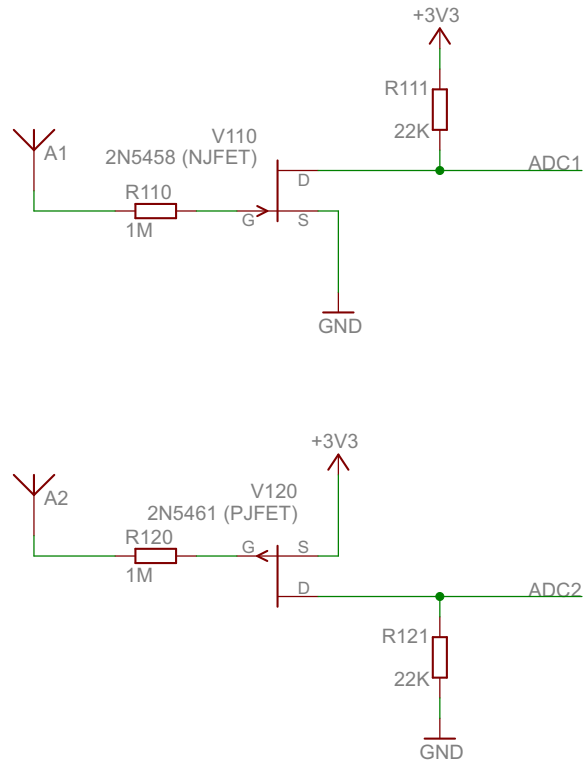 +3V3
R111
22K
ADC1
A1
V110
2N5458 (NJFET)
R110
1M
D
G
S
GND
+3V3
A2
V120
2N5461 (PJFET)
R120
1M
G
S
D
ADC2
R121
22K
GND